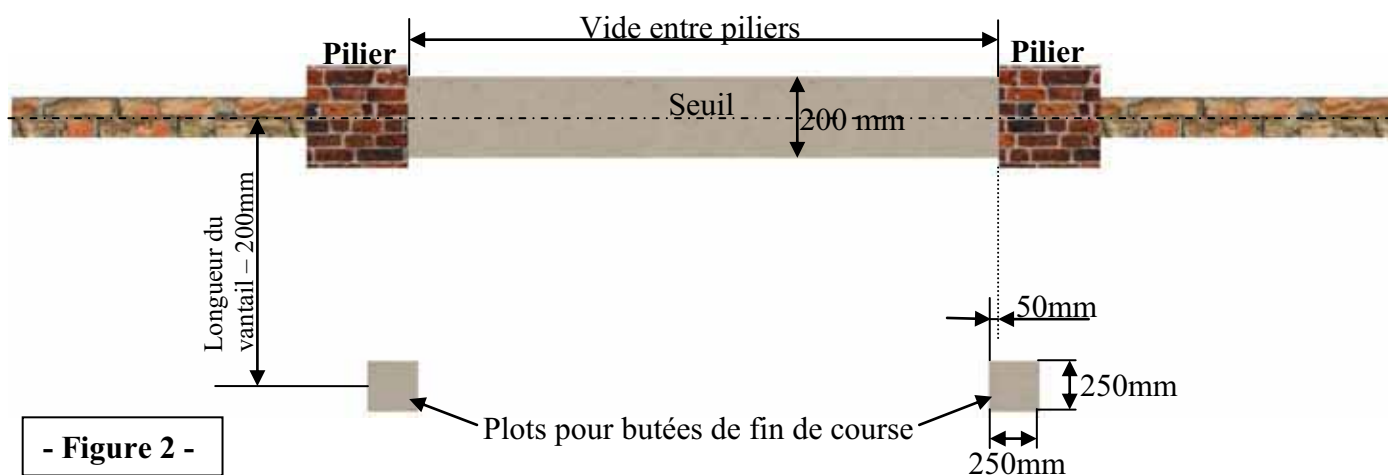 Vide entre piliers
Pilier
Pilier
Seuil
200 mm
Longueur du
vantail – 200mm
50mm
250mm
Plots pour butées de fin de course
250mm
- Figure 2 -